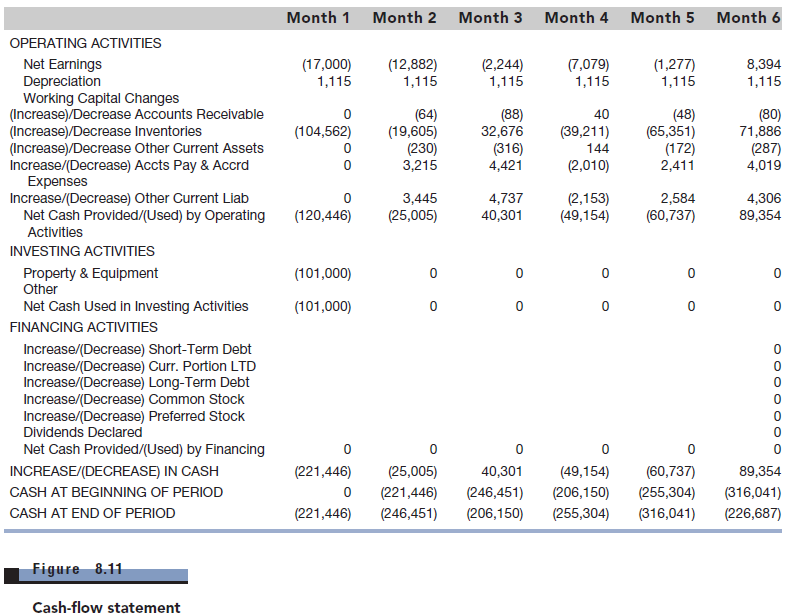 Month 1 Month 2 Month 3 Month 4 Month 5 Month 6
OPERATING ACTIVITIES
Net Earnings (17,000) (12,882) (2,244) (7,079) (1,277) 8,394
Depreciation 1,115 1,115 1,115 1,115 1,115 1,115
Working Capital Changes
(Increase)/Decrease Accounts Receivable 0 (64) (88) 40 (48) (80)
(Increase)/Decrease Inventories (104,562) (19,605) 32,676 (39,211) (65,351) 71,886
(Increase)/Decrease Other Current Assets 0 (230) (316) 144 (172) (287)
Increase/(Decrease) Accts Pay & Accrd 0 3,215 4,421 (2,010) 2,411 4,019
Expenses
Increase/(Decrease) Other Current Liab 0 3,445 4,737 (2,153) 2,584 4,306
Net Cash Provided/(Used) by Operating (120,446) (25,005) 40,301 (49,154) (60,737) 89,354
Activities
INVESTING ACTIVITIES
Property & Equipment (101,000) 0 0 0 0 0
Other
Net Cash Used in Investing Activities (101,000) 0 0 0 0 0
FINANCING ACTIVITIES
Increase/(Decrease) Short-Term Debt 0
Increase/(Decrease) Curr. Portion LTD 0
Increase/(Decrease) Long-Term Debt 0
Increase/(Decrease) Common Stock 0
Increase/(Decrease) Preferred Stock 0
Dividends Declared 0
Net Cash Provided/(Used) by Financing 0 0 0 0 0 0
INCREASE/(DECREASE) IN CASH (221,446) (25,005) 40,301 (49,154) (60,737) 89,354
CASH AT BEGINNING OF PERIOD 0 (221,446) (246,451) (206,150) (255,304) (316,041)
CASH AT END OF PERIOD (221,446) (246,451) (206,150) (255,304) (316,041) (226,687)
Figure 8.11
Cash-flow statement